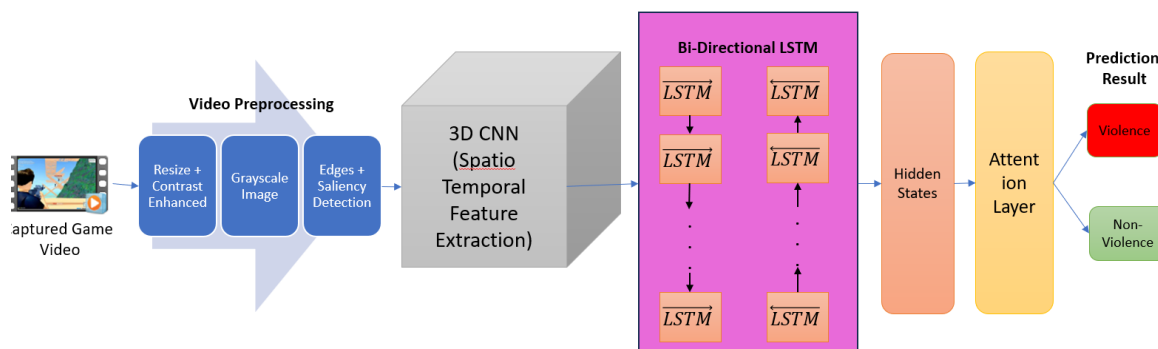 Captured Game
Video
Video Preprocessing
Resize +
Contrast
Enhanced
Grayscale
Image
Edges +
Saliency
Detection
3D CNN
(Spatio
Temporal
Feature
Extraction)
Bi-Directional LSTM
LSTM
LSTM
LSTM
LSTM
LSTM
LSTM
Hidden
States
Attent
ion
Layer
Prediction
Result
Violence
Non-
Violence